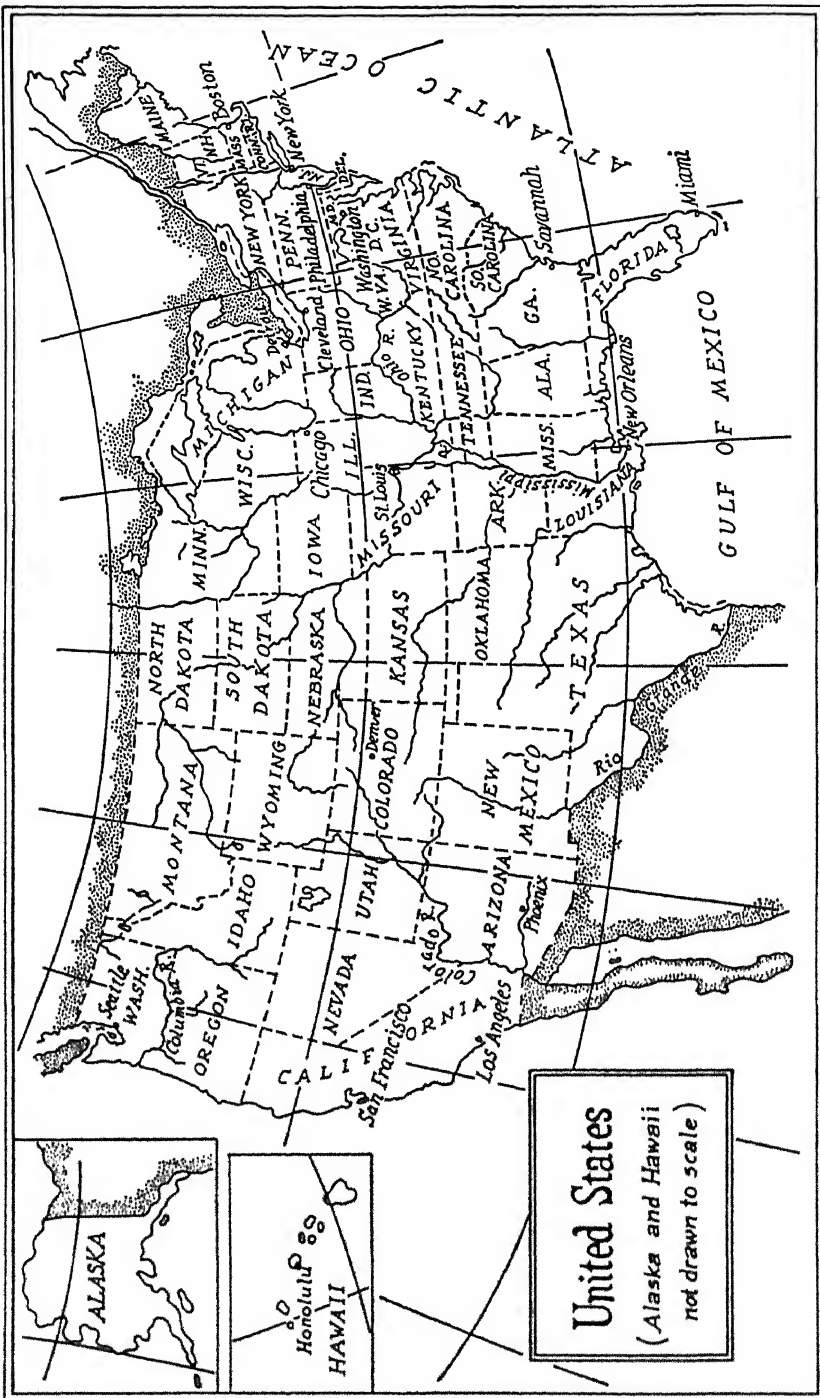 ALASKA
Honolulu
HAWAII
United States
(Alaska and Hawaii
not drawn to scale)
Seattle
WASH.
Columbia R.
OREGON
IDAHO
MONTANA
WYOMING
NEVADA
UTAH
CALIFORNIA
San Francisco
Los Angeles
Colorado R.
ARIZONA
Phoenix
NEW
MEXICO
Denver
COLORADO
NORTH
DAKOTA
SOUTH
DAKOTA
NEBRASKA
KANSAS
OKLAHOMA
TEXAS
Rio Grande R.
MINN.
IOWA
MISSOURI
St. Louis
ARK.
LOUISIANA
Mississippi
New Orleans
WISC.
MICHIGAN
Chicago
ILL.
IND.
OHIO
Cleveland
Ohio R.
KENTUCKY
TENNESSEE
MISS.
ALA.
GA.
FLORIDA
Miami
Savannah
SO.
CAROLINA
NO.
CAROLINA
VIRGINIA
W. VA.
Washington
D.C.
MD.
DEL.
N.J.
Philadelphia
PENN.
NEW YORK
New York
CONN.
R.I.
MASS.
Boston
VT.
N.H.
MAINE
ATLANTIC OCEAN
GULF OF MEXICO